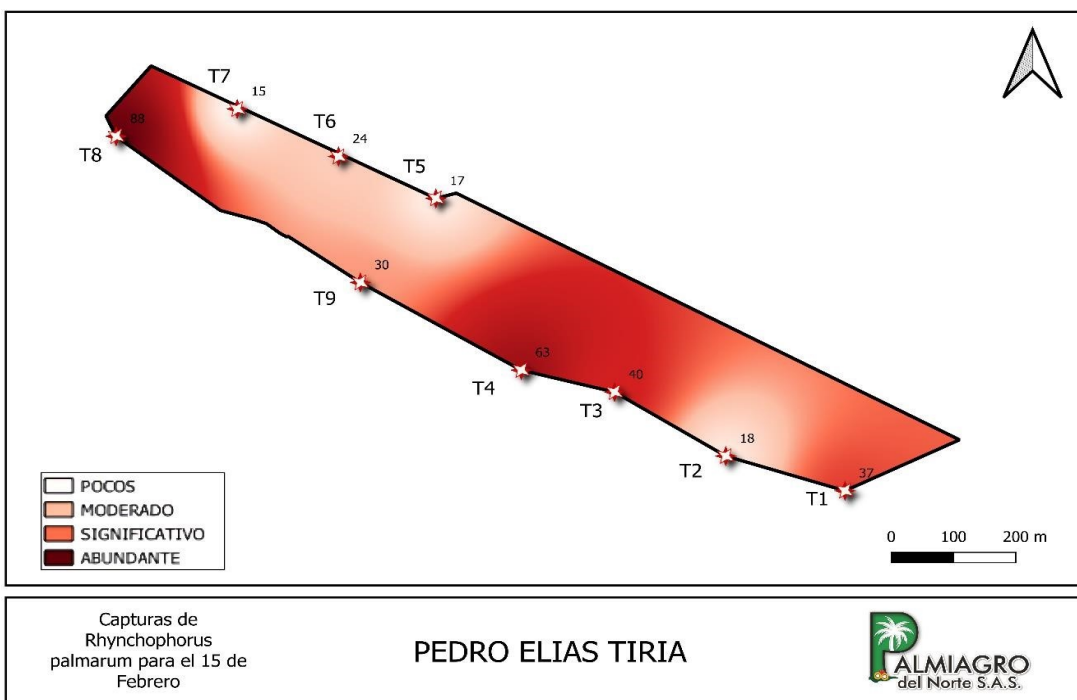 T7
15
T6
24
T5
17
88
T8
30
T9
63
T4
40
T3
18
T2
37
T1
POCOS
MODERADO
SIGNIFICATIVO
ABUNDANTE
0 100 200 m
Capturas de
Rhynchophorus
palmarum para el 15 de
Febrero
PEDRO ELIAS TIRIA
PALMIAGRO
del Norte S.A.S.